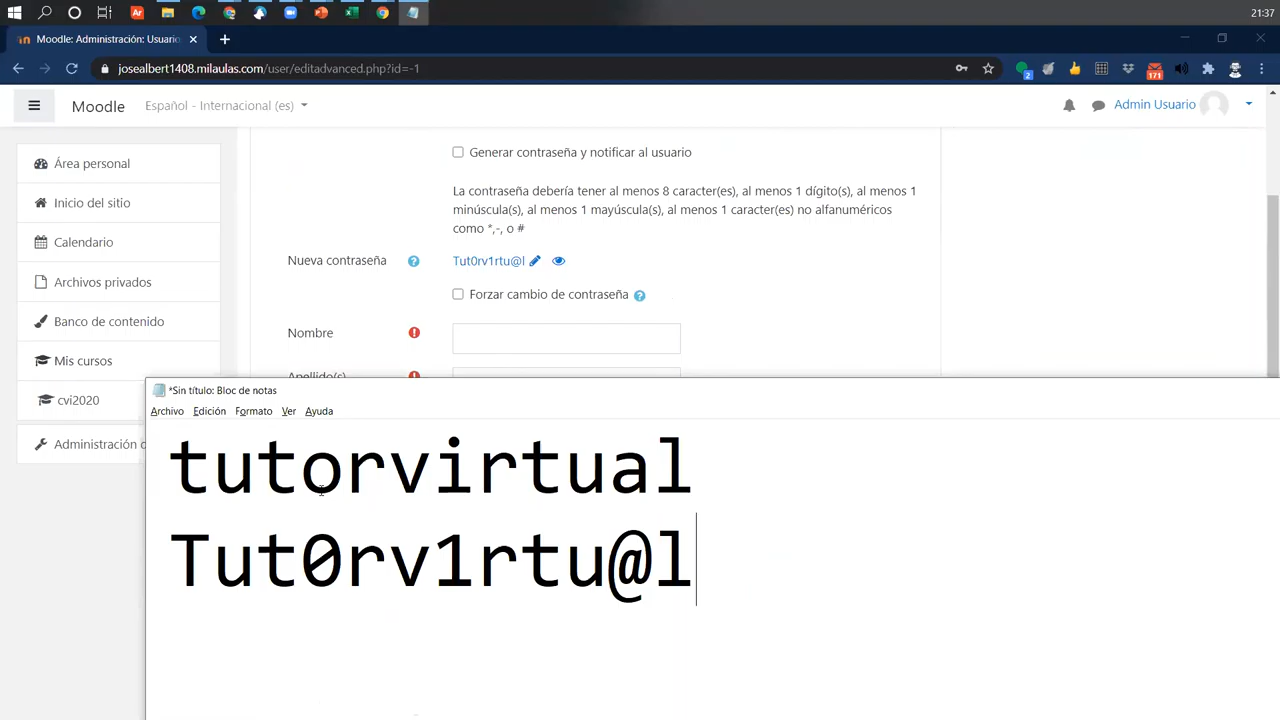 21:37
Moodle: Administración: Usuario
josealbert1408.milaulas.com/user/editadvanced.php?id=-1
2
171
Moodle
Español - Internacional (es)
Admin Usuario
Área personal
Inicio del sitio
Calendario
Archivos privados
Banco de contenido
Mis cursos
cvi2020
Administración d
Generar contraseña y notificar al usuario
La contraseña debería tener al menos 8 caracter(es), al menos 1 dígito(s), al menos 1
minúscula(s), al menos 1 mayúscula(s), al menos 1 caracter(es) no alfanuméricos
como *,-, o #
Nueva contraseña
Tut0rv1rtu@l
Forzar cambio de contraseña
Nombre
Apellido(s)
*Sin título: Bloc de notas
Archivo Edición Formato Ver Ayuda
tutorvirtual
Tut0rv1rtu@l